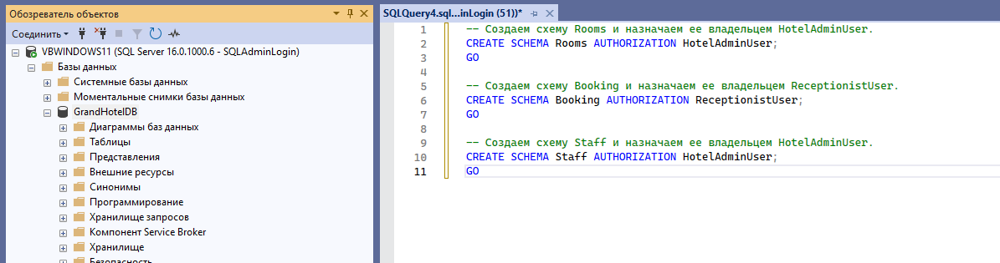 Обозреватель объектов
Соединить
VBWINDOWS11 (SQL Server 16.0.1000.6 - SQLAdminLogin)
Базы данных
Системные базы данных
Моментальные снимки базы данных
GrandHotelDB
Диаграммы баз данных
Таблицы
Представления
Внешние ресурсы
Синонимы
Программирование
Хранилище запросов
Компонент Service Broker
Хранилище
Безопасность
SQLQuery4.sql...inLogin (51))*
1 -- Создаем схему Rooms и назначаем ее владельцем HotelAdminUser.
2 CREATE SCHEMA Rooms AUTHORIZATION HotelAdminUser;
3 GO
4
5 -- Создаем схему Booking и назначаем ее владельцем ReceptionistUser.
6 CREATE SCHEMA Booking AUTHORIZATION ReceptionistUser;
7 GO
8
9 -- Создаем схему Staff и назначаем ее владельцем HotelAdminUser.
10 CREATE SCHEMA Staff AUTHORIZATION HotelAdminUser;
11 GO